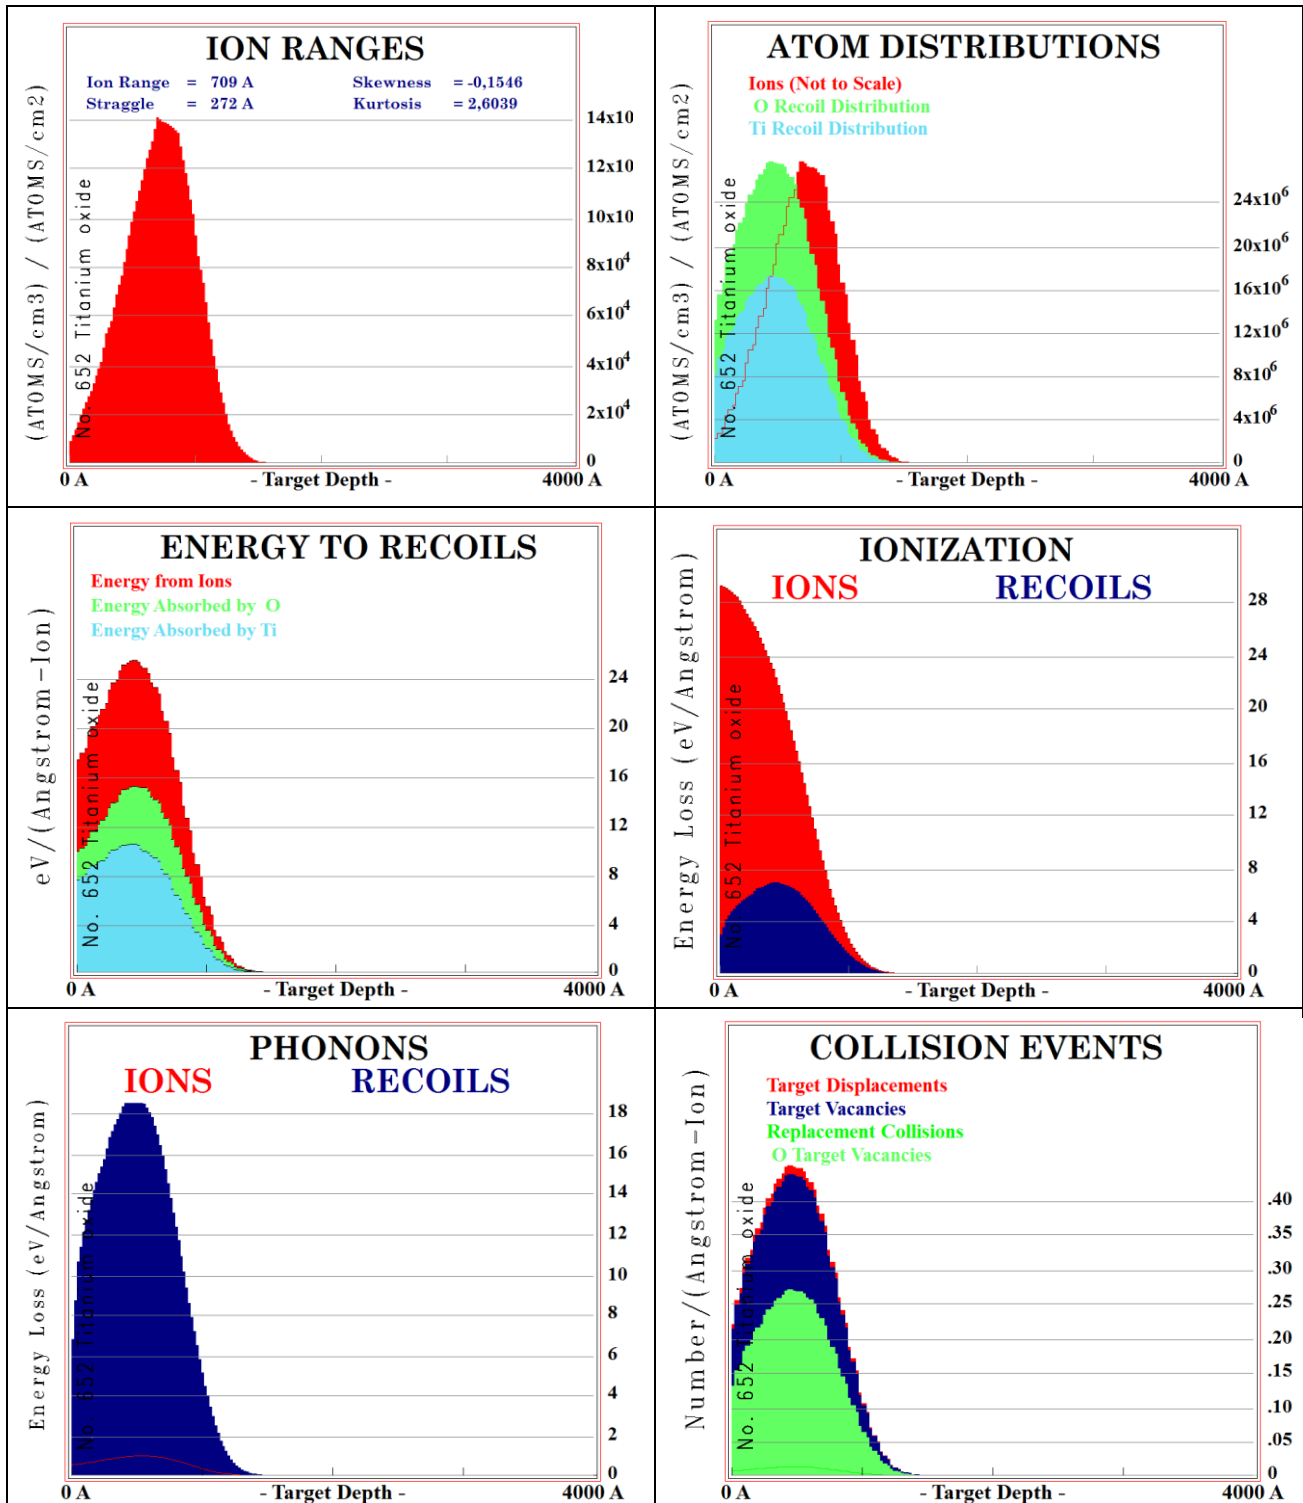 ION RANGES
Ion Range = 709 A Skewness = -0,1546
Straggle = 272 A Kurtosis = 2,6039
(ATOMS/cm3) / (ATOMS/cm2)
No. 652 Titanium oxide
14x10
12x10
10x10
8x10⁴
6x10⁴
4x10⁴
2x10⁴
0
0 A - Target Depth - 4000 A
ATOM DISTRIBUTIONS
Ions (Not to Scale)
O Recoil Distribution
Ti Recoil Distribution
(ATOMS/cm3) / (ATOMS/cm2)
No. 652 Titanium oxide
24x10⁶
20x10⁶
16x10⁶
12x10⁶
8x10⁶
4x10⁶
0
0 A - Target Depth - 4000 A
ENERGY TO RECOILS
Energy from Ions
Energy Absorbed by O
Energy Absorbed by Ti
eV/(Angstrom-Ion)
No. 652 Titanium oxide
24
20
16
12
8
4
0
0 A - Target Depth - 4000 A
IONIZATION
IONS RECOILS
Energy Loss (eV/Angstrom)
No. 652 Titanium oxide
28
24
20
16
12
8
4
0
0 A - Target Depth - 4000 A
PHONONS
IONS RECOILS
Energy Loss (eV/Angstrom)
No. 652 Titanium oxide
18
16
14
12
10
8
6
4
2
0
0 A - Target Depth - 4000 A
COLLISION EVENTS
Target Displacements
Target Vacancies
Replacement Collisions
O Target Vacancies
Number/(Angstrom-Ion)
No. 652 Titanium oxide
.40
.35
.30
.25
.20
.15
.10
.05
0
0 A - Target Depth - 4000 A